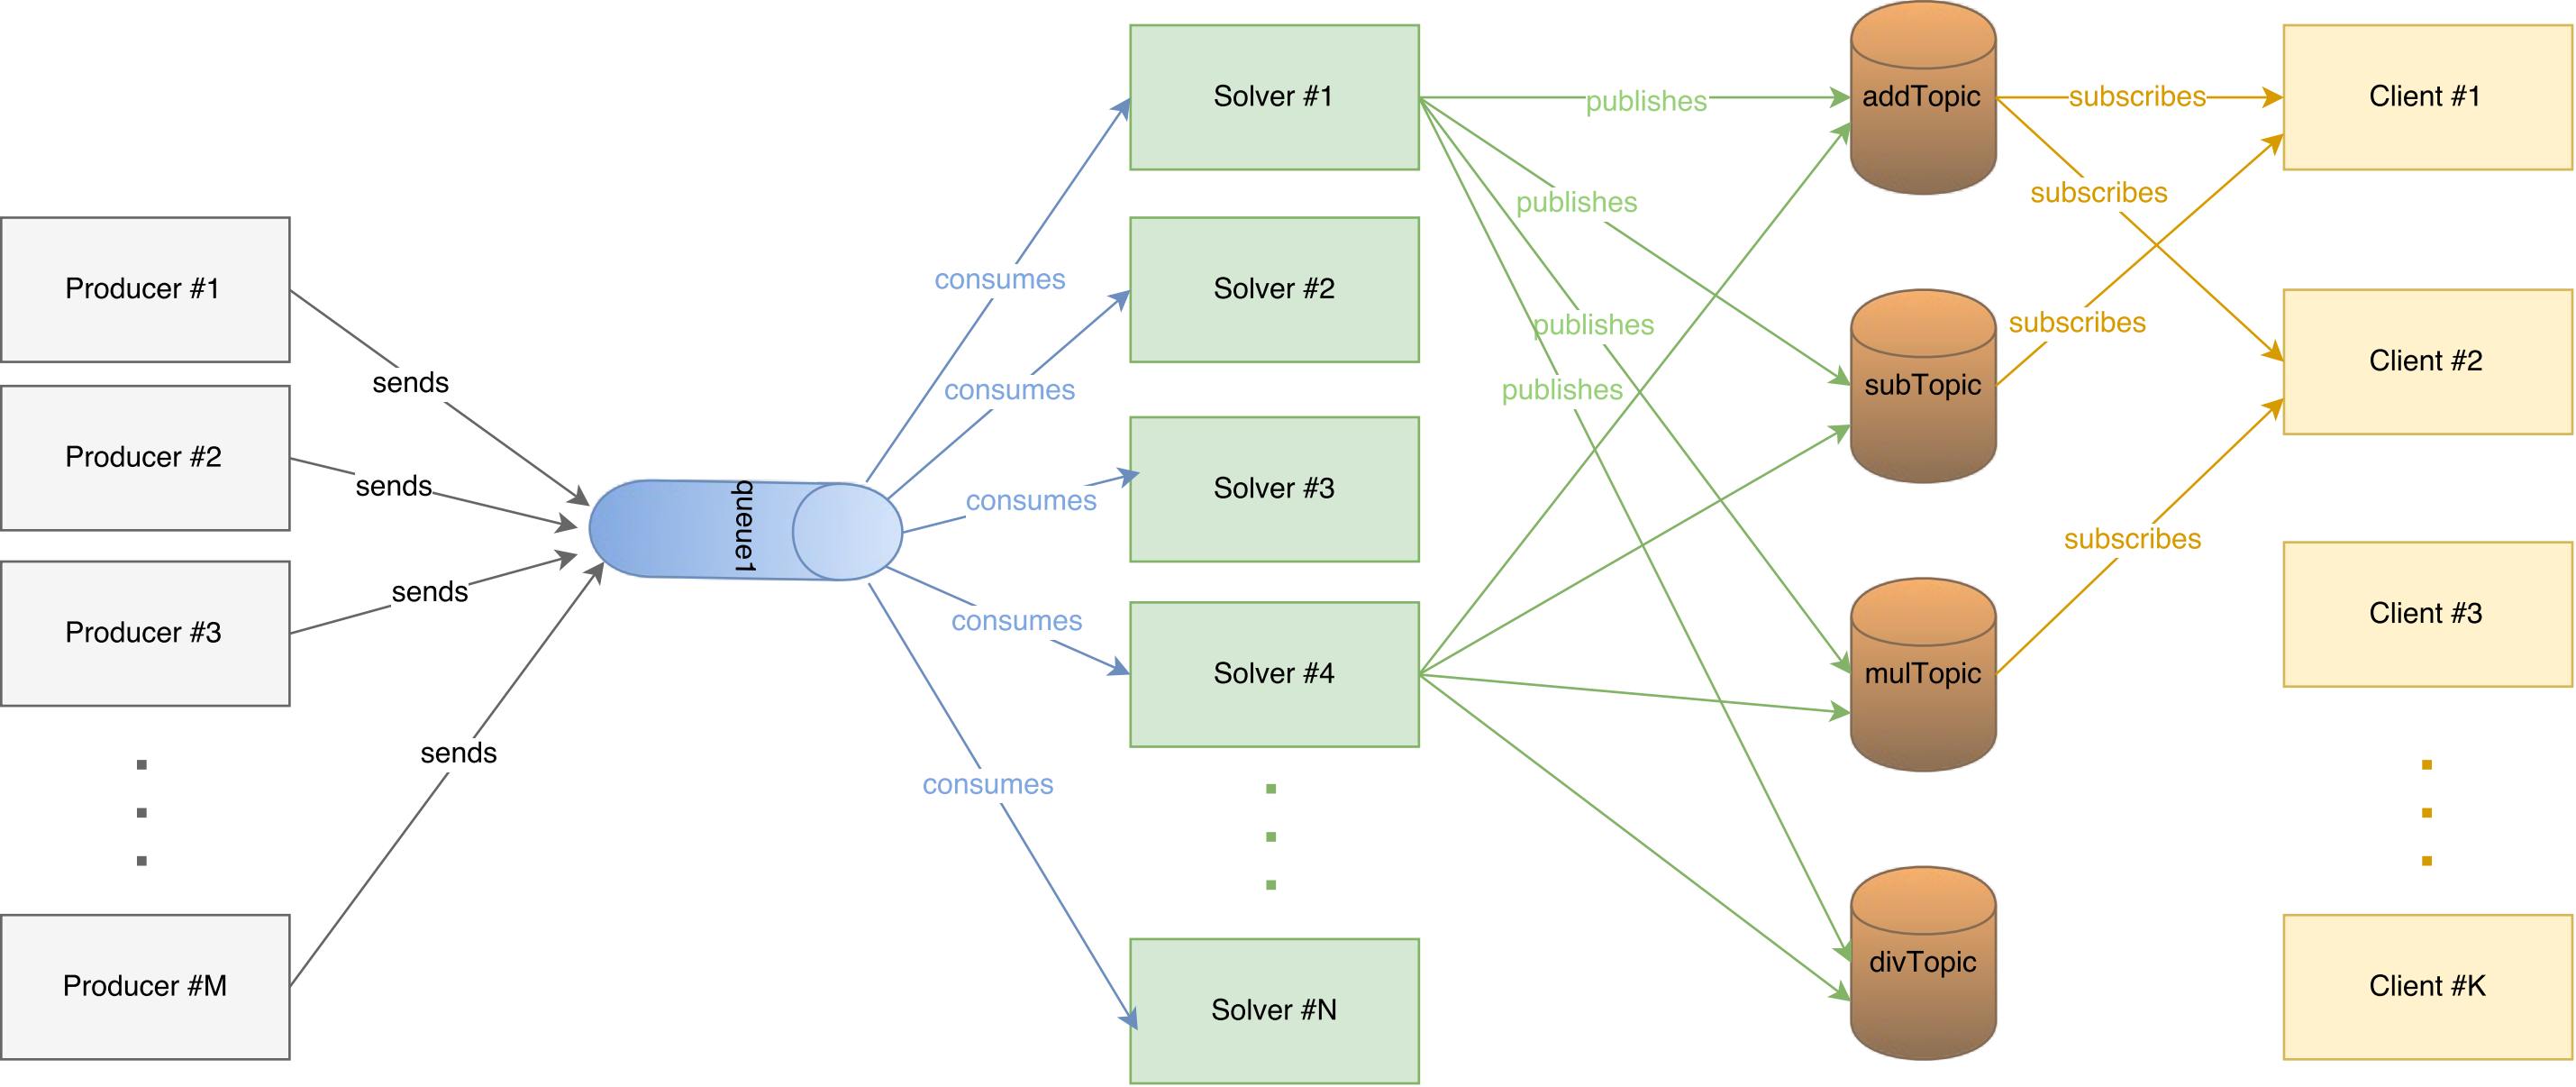 Producer #1
Producer #2
Producer #3
Producer #M
sends
sends
sends
sends
queue1
consumes
consumes
consumes
consumes
consumes
Solver #1
Solver #2
Solver #3
Solver #4
Solver #N
publishes
publishes
publishes
publishes
addTopic
subTopic
mulTopic
divTopic
subscribes
subscribes
subscribes
subscribes
Client #1
Client #2
Client #3
Client #K